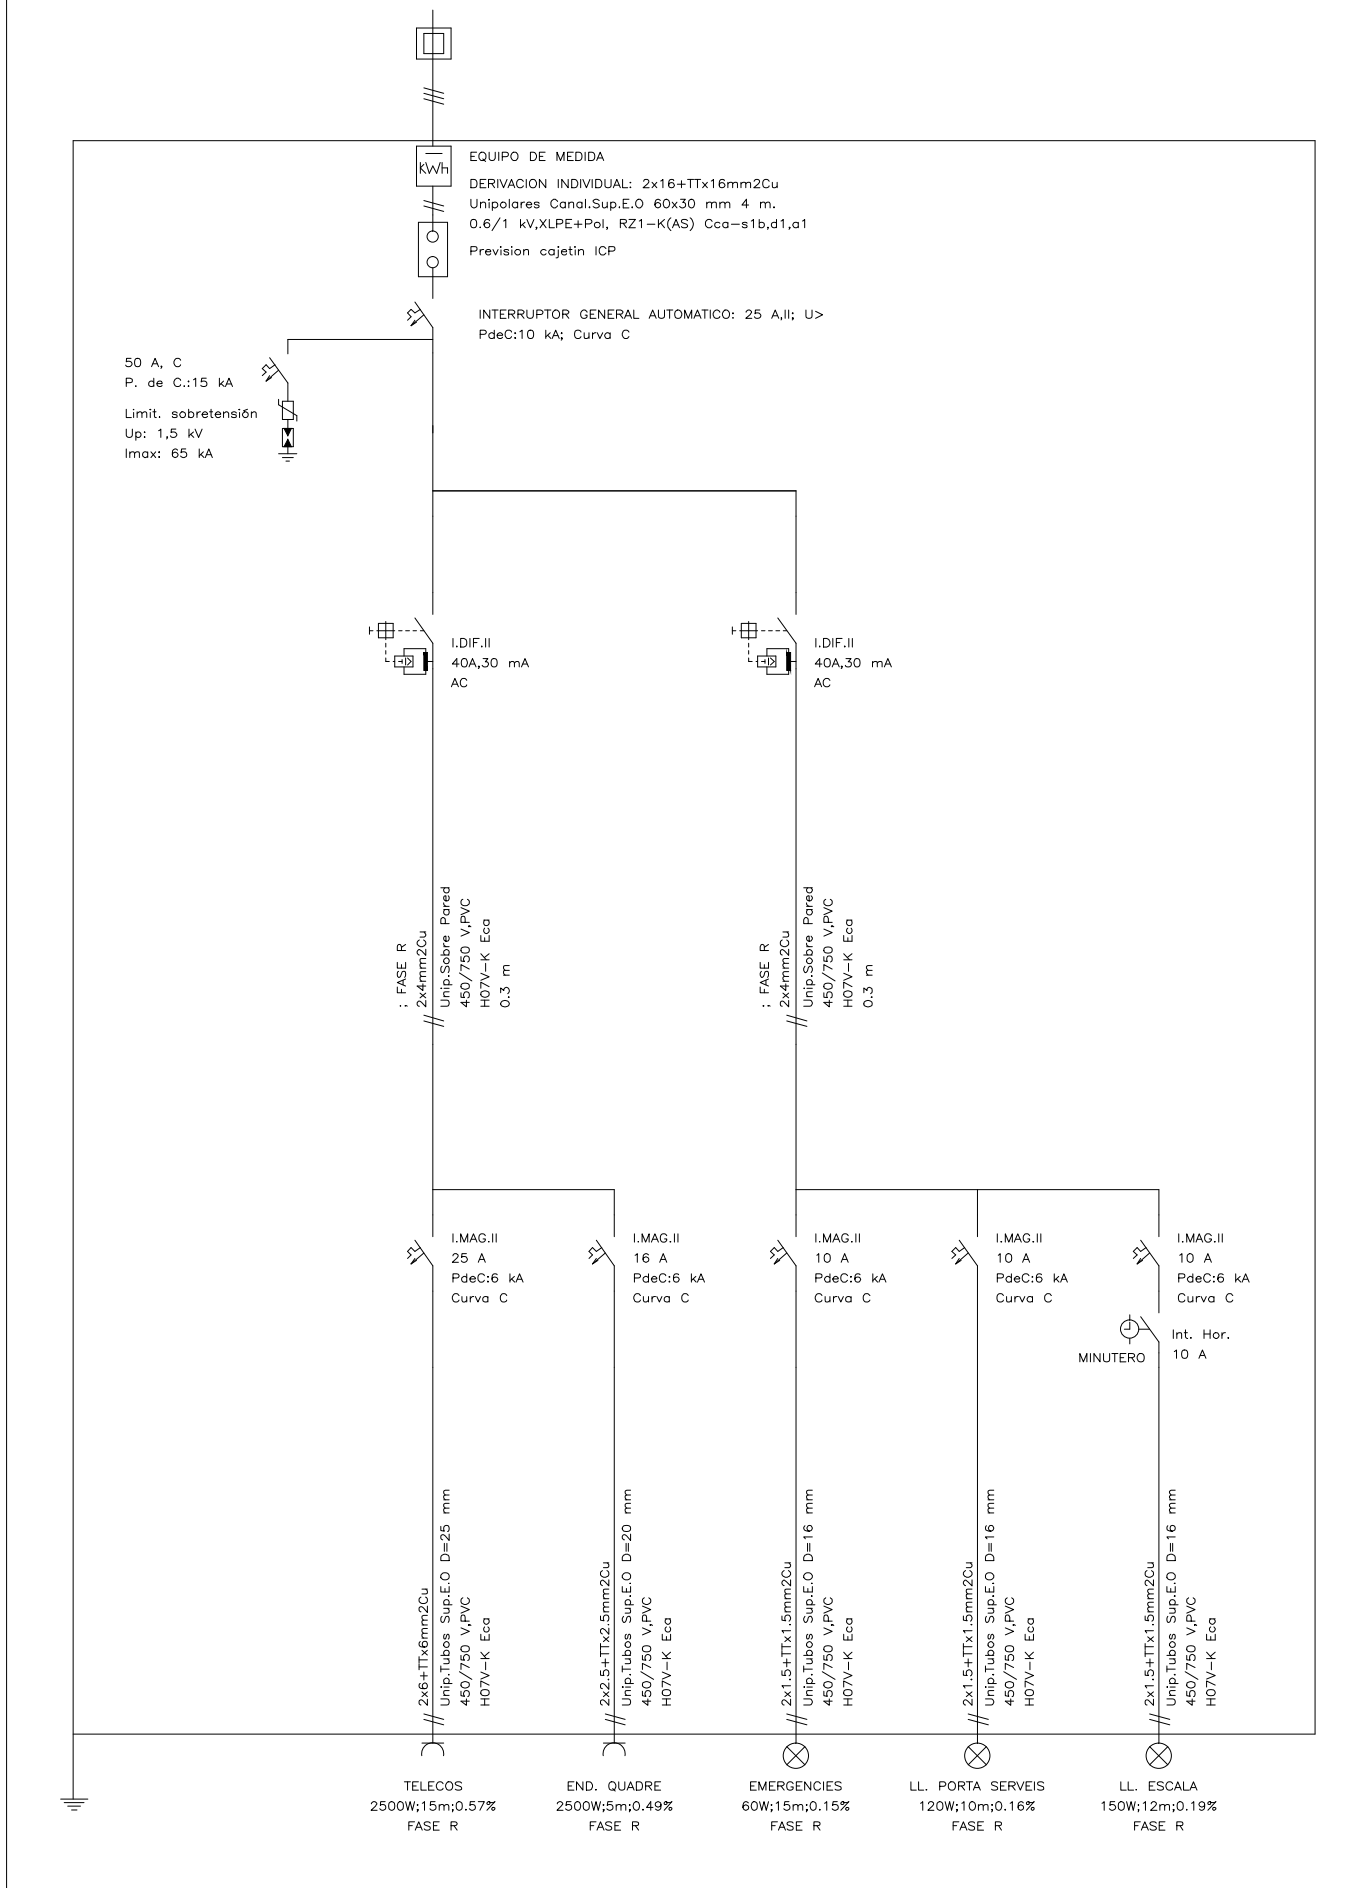 KWh
EQUIPO DE MEDIDA
DERIVACION INDIVIDUAL: 2x16+TTx16mm2Cu
Unipolares Canal.Sup.E.O 60x30 mm 4 m.
0.6/1 kV,XLPE+Pol, RZ1-K(AS) Cca-s1b,d1,a1
Prevision cajetin ICP
INTERRUPTOR GENERAL AUTOMATICO: 25 A,II; U>
PdeC:10 kA; Curva C
50 A, C
P. de C.:15 kA
Limit. sobretensión
Up: 1,5 kV
Imax: 65 kA
I.DIF.II
40A,30 mA
AC
I.DIF.II
40A,30 mA
AC
; FASE R
2x4mm2Cu
Unip.Sobre Pared
450/750 V,PVC
H07V-K Eca
0.3 m
; FASE R
2x4mm2Cu
Unip.Sobre Pared
450/750 V,PVC
H07V-K Eca
0.3 m
I.MAG.II
25 A
PdeC:6 kA
Curva C
I.MAG.II
16 A
PdeC:6 kA
Curva C
I.MAG.II
10 A
PdeC:6 kA
Curva C
I.MAG.II
10 A
PdeC:6 kA
Curva C
I.MAG.II
10 A
PdeC:6 kA
Curva C
Int. Hor.
10 A
MINUTERO
2x6+TTx6mm2Cu
Unip.Tubos Sup.E.O D=25 mm
450/750 V,PVC
H07V-K Eca
2x2.5+TTx2.5mm2Cu
Unip.Tubos Sup.E.O D=20 mm
450/750 V,PVC
H07V-K Eca
2x1.5+TTx1.5mm2Cu
Unip.Tubos Sup.E.O D=16 mm
450/750 V,PVC
H07V-K Eca
2x1.5+TTx1.5mm2Cu
Unip.Tubos Sup.E.O D=16 mm
450/750 V,PVC
H07V-K Eca
2x1.5+TTx1.5mm2Cu
Unip.Tubos Sup.E.O D=16 mm
450/750 V,PVC
H07V-K Eca
TELECOS
2500W;15m;0.57%
FASE R
END. QUADRE
2500W;5m;0.49%
FASE R
EMERGENCIES
60W;15m;0.15%
FASE R
LL. PORTA SERVEIS
120W;10m;0.16%
FASE R
LL. ESCALA
150W;12m;0.19%
FASE R